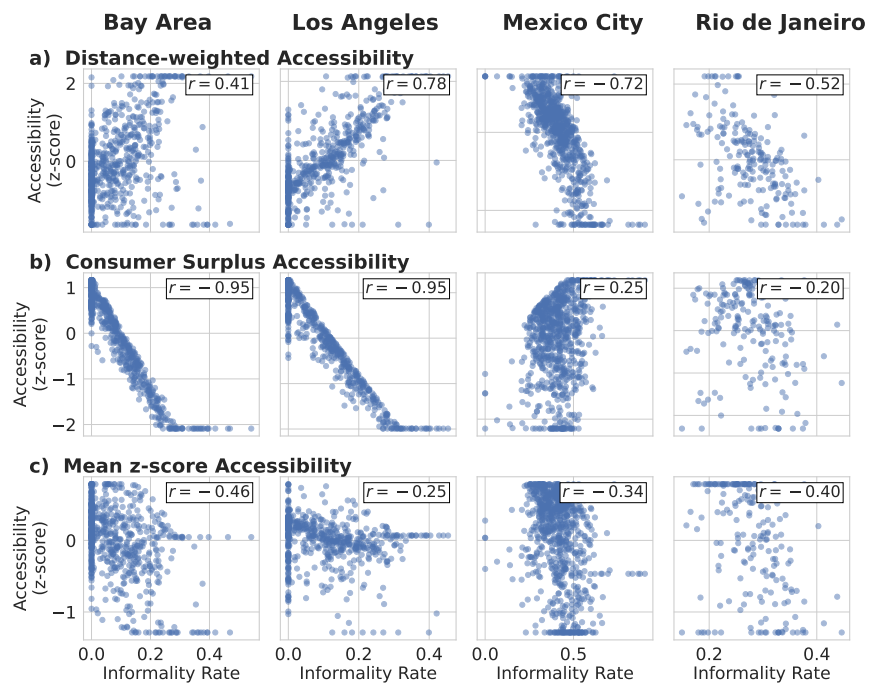 Bay Area Los Angeles Mexico City Rio de Janeiro
a) Distance-weighted Accessibility
2
0
Accessibility
(z-score)
r = 0.41
r = 0.78
r = −0.72
r = −0.52
b) Consumer Surplus Accessibility
1
0
−1
−2
Accessibility
(z-score)
r = −0.95
r = −0.95
r = 0.25
r = −0.20
c) Mean z-score Accessibility
0
−1
Accessibility
(z-score)
r = −0.46
r = −0.25
r = −0.34
r = −0.40
0.0 0.2 0.4 0.0 0.2 0.4 0.0 0.5 0.2 0.4
Informality Rate Informality Rate Informality Rate Informality Rate